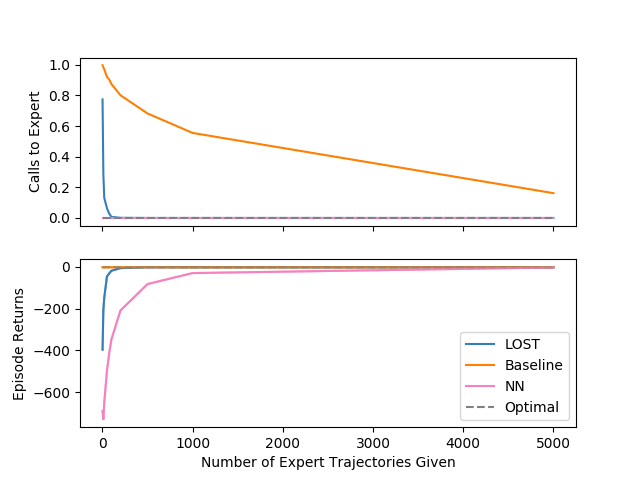 1.0
0.8
0.6
0.4
0.2
0.0
Calls to Expert
0
−200
−400
−600
Episode Returns
LOST
Baseline
NN
Optimal
0 1000 2000 3000 4000 5000
Number of Expert Trajectories Given